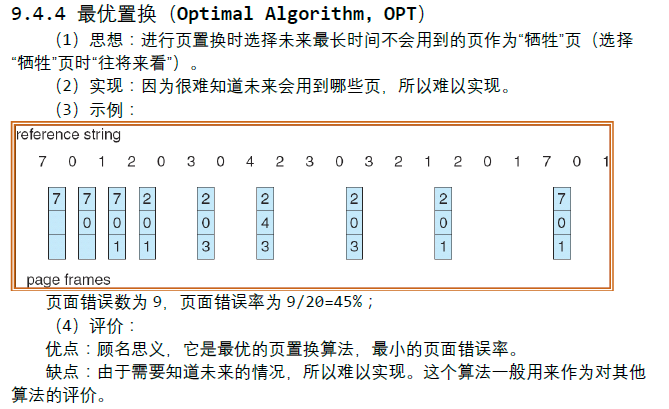 9.4.4 最优置换（Optimal Algorithm，OPT）
（1）思想：进行页置换时选择未来最长时间不会用到的页作为“牺牲”页（选择
“牺牲”页时“往将来看”）。
（2）实现：因为很难知道未来会用到哪些页，所以难以实现。
（3）示例：
reference string
7 0 1 2 0 3 0 4 2 3 0 3 2 1 2 0 1 7 0 1
7 7 7 2 2 2 2 2 7
0 0 0 0 4 0 0 0
1 1 3 3 3 1 1
page frames
页面错误数为 9，页面错误率为 9/20=45%；
（4）评价：
优点：顾名思义，它是最优的页置换算法，最小的页面错误率。
缺点：由于需要知道未来的情况，所以难以实现。这个算法一般用来作为对其他
算法的评价。